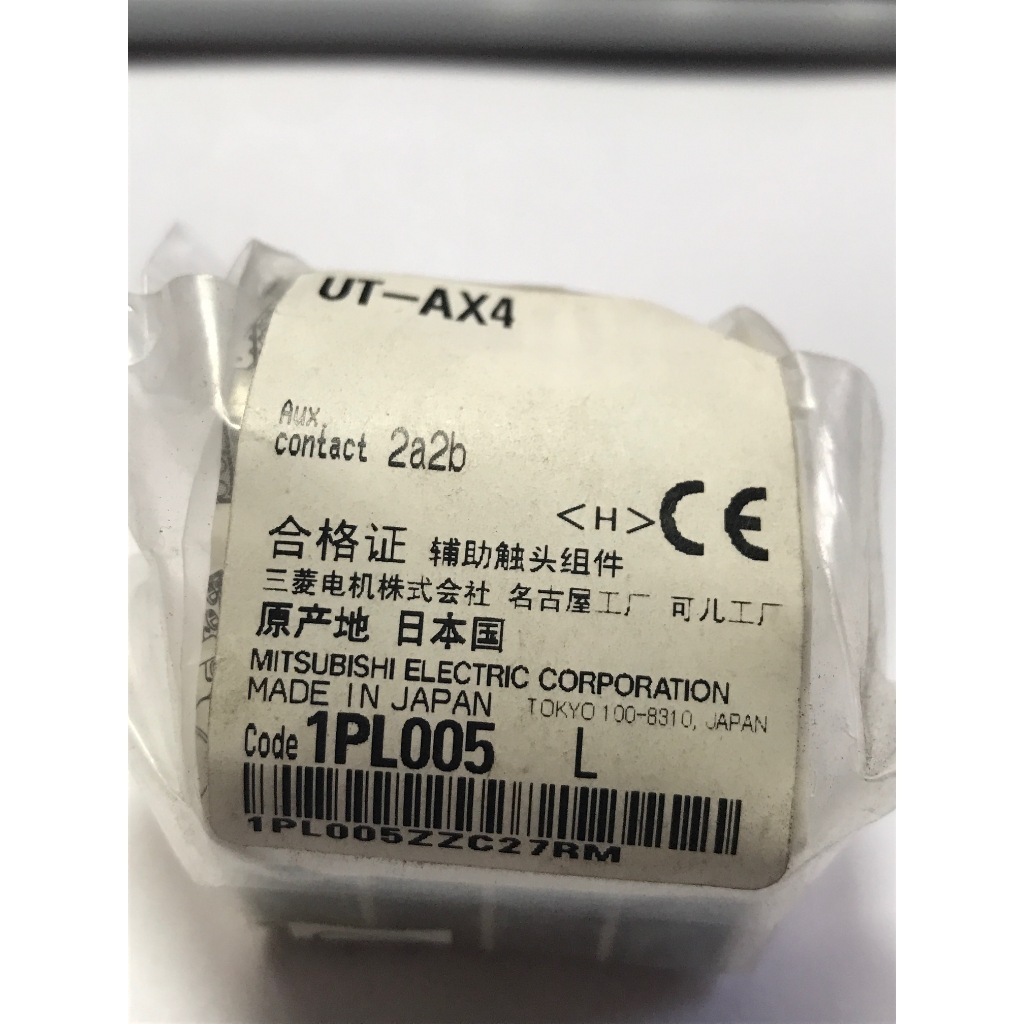 UT-AX4
Aux.
contact 2a2b
<H> CE
合格证 辅助触头组件
三菱电机株式会社 名古屋工厂 可儿工厂
原产地 日本国
MITSUBISHI ELECTRIC CORPORATION
MADE IN JAPAN TOKYO 100-8310, JAPAN
Code 1PL005 L
1PL005ZZC27RM